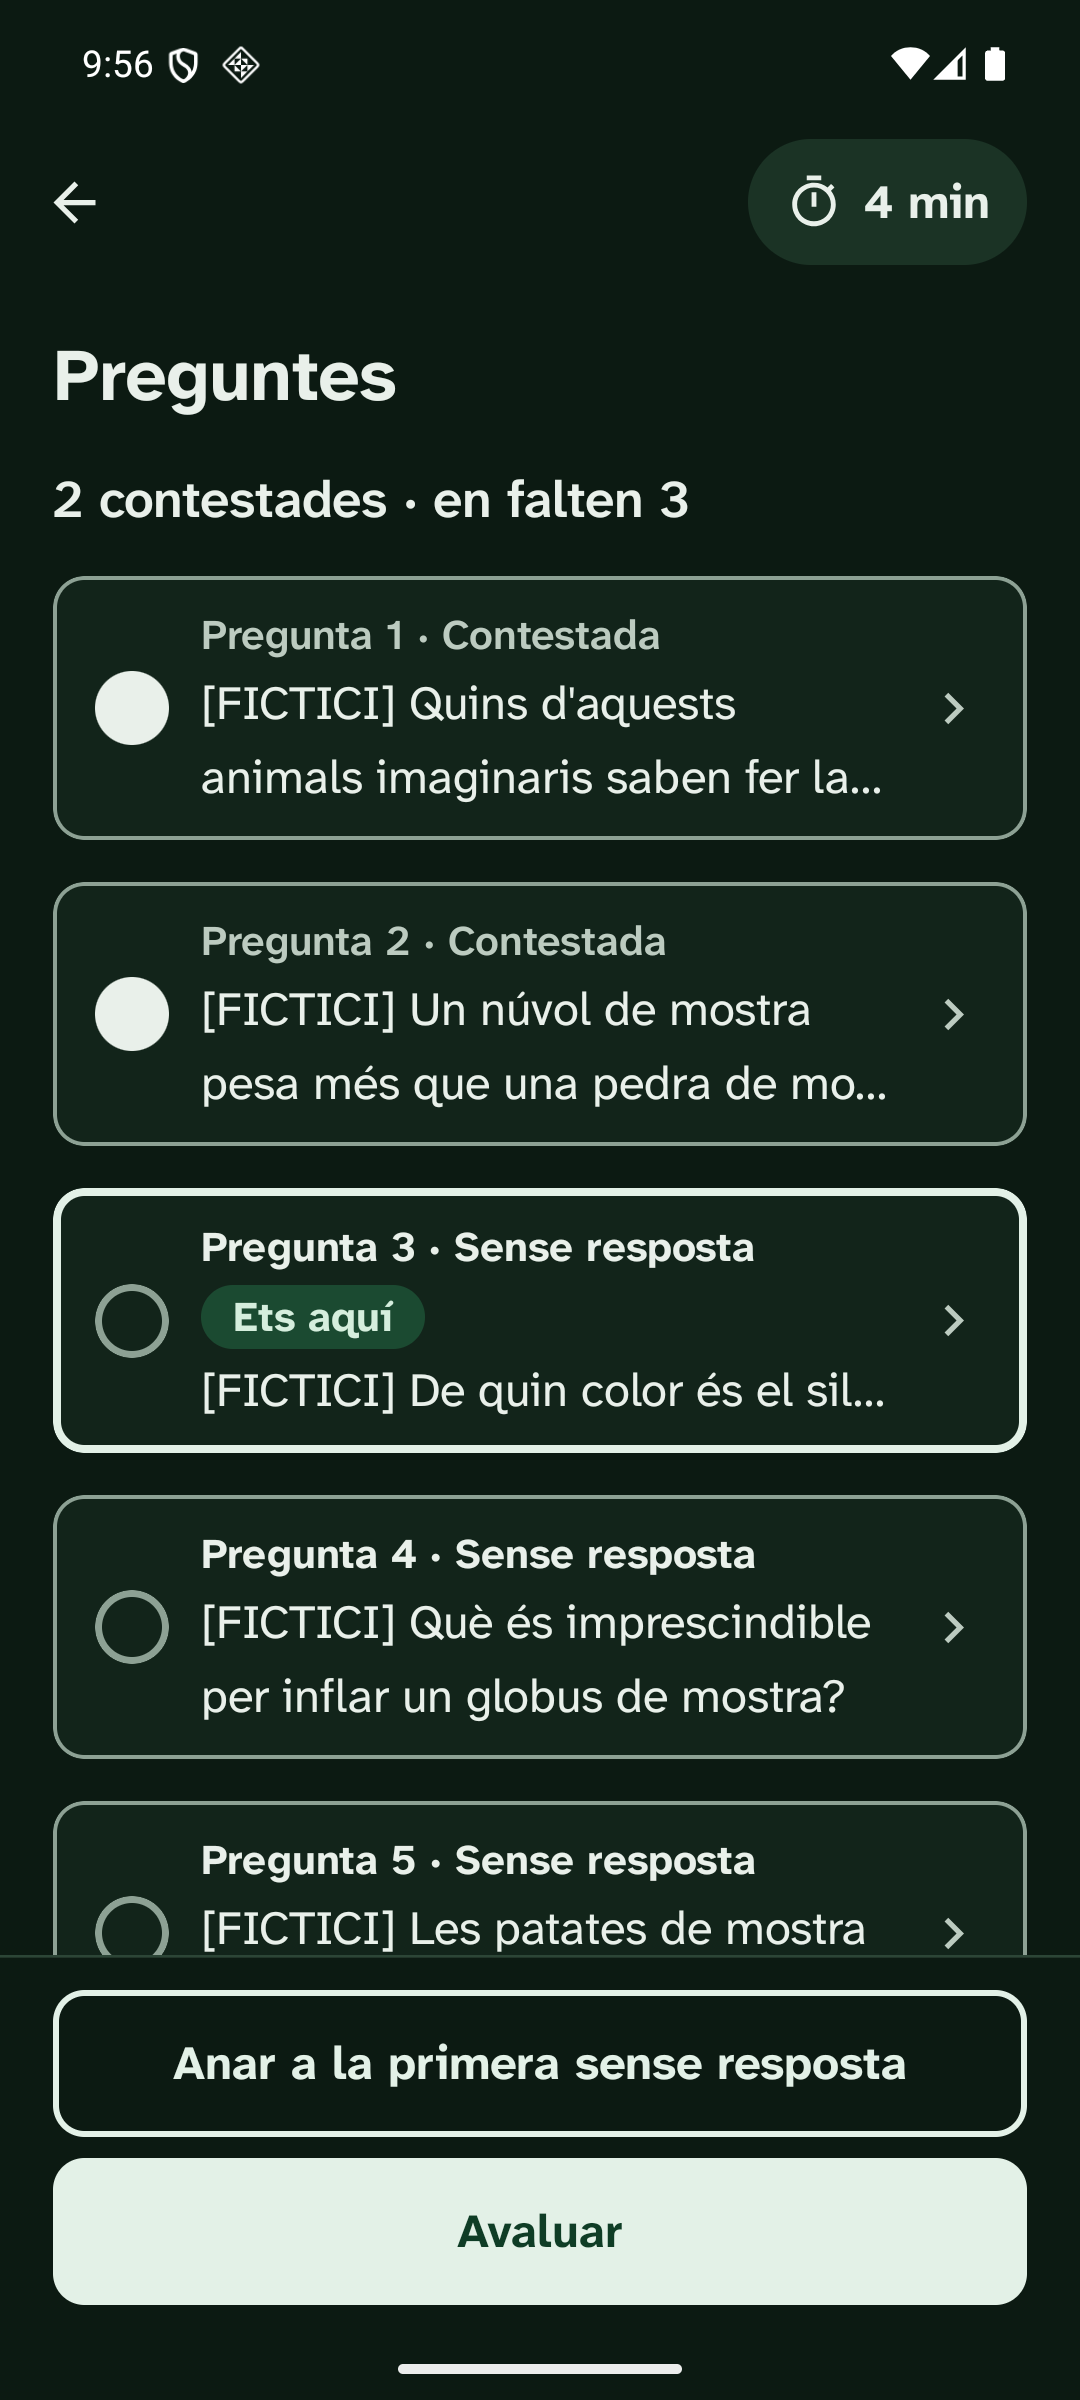 9:56
4 min
Preguntes
2 contestades · en falten 3
Pregunta 1 · Contestada
[FICTICI] Quins d'aquests
animals imaginaris saben fer la...
Pregunta 2 · Contestada
[FICTICI] Un núvol de mostra
pesa més que una pedra de mo...
Pregunta 3 · Sense resposta
Ets aquí
[FICTICI] De quin color és el sil...
Pregunta 4 · Sense resposta
[FICTICI] Què és imprescindible
per inflar un globus de mostra?
Pregunta 5 · Sense resposta
[FICTICI] Les patates de mostra
Anar a la primera sense resposta
Avaluar